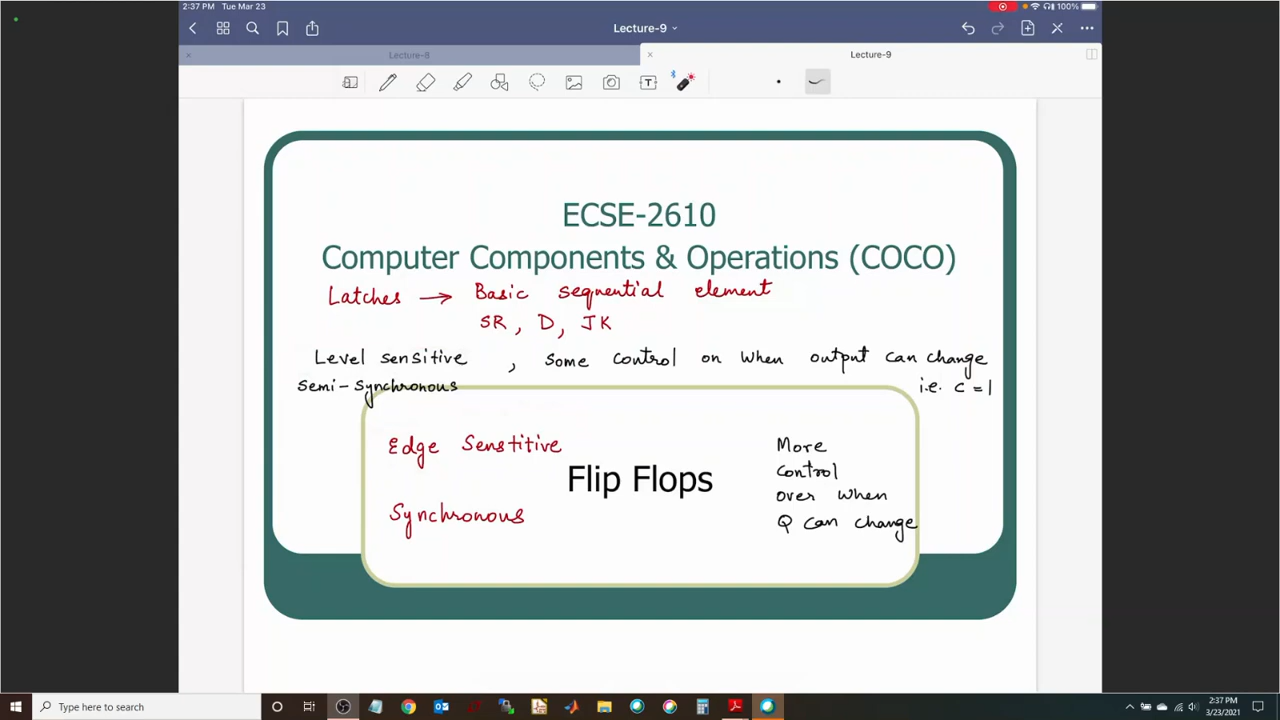 2:37 PM Tue Mar 23
100%
Lecture-9
Lecture-8
Lecture-9
ECSE-2610
Computer Components & Operations (COCO)
Latches → Basic sequential element
SR, D, JK
Level sensitive, some control on when output can change
Semi-synchronous
i.e. C = 1
Edge Senstitive
Synchronous
Flip Flops
More
control
over when
Q can change
Type here to search
2:37 PM
3/23/2021